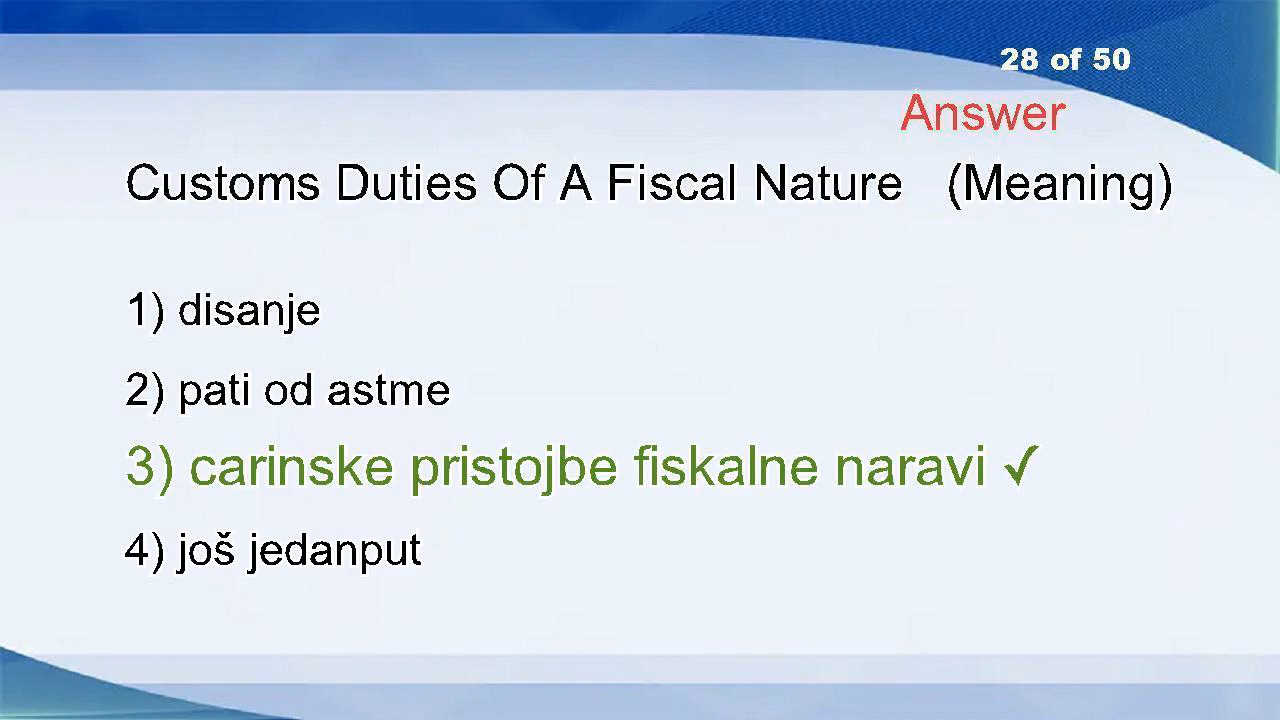 28 of 50
Answer
Customs Duties Of A Fiscal Nature (Meaning)
1) disanje
2) pati od astme
3) carinske pristojbe fiskalne naravi ✓
4) još jedanput